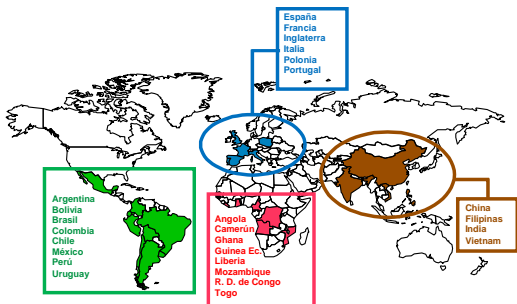 España
Francia
Inglaterra
Italia
Polonia
Portugal
Argentina
Bolivia
Brasil
Colombia
Chile
México
Perú
Uruguay
Angola
Camerún
Ghana
Guinea Ec.
Liberia
Mozambique
R. D. de Congo
Togo
China
Filipinas
India
Vietnam